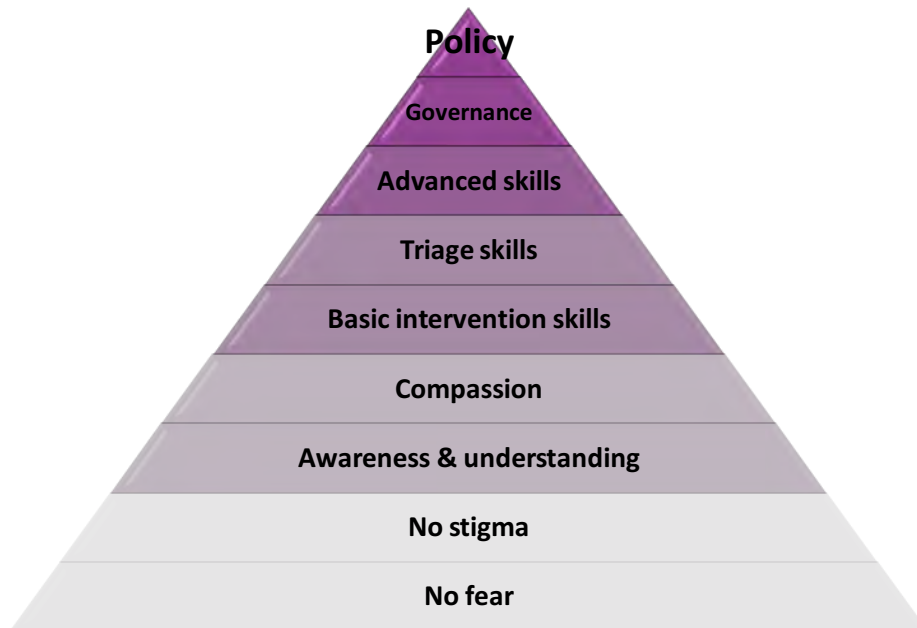 Policy
Governance
Advanced skills
Triage skills
Basic intervention skills
Compassion
Awareness & understanding
No stigma
No fear